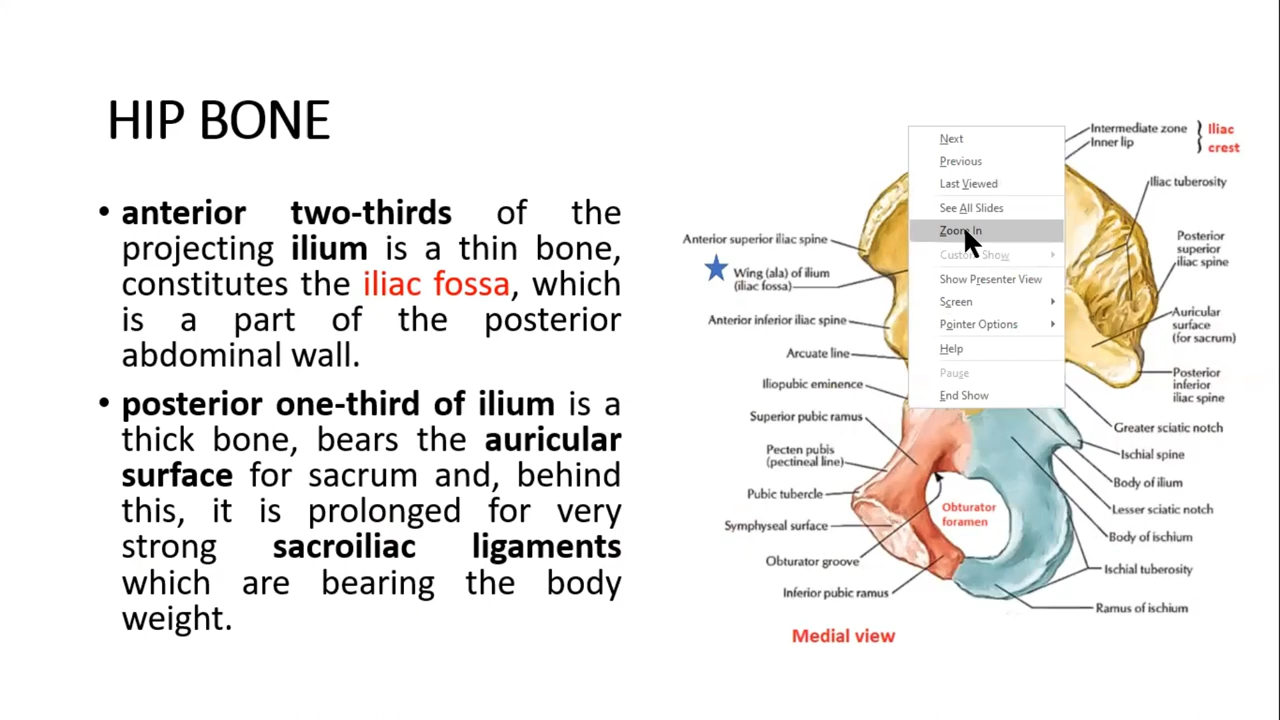 HIP BONE
• anterior two-thirds of the
projecting ilium is a thin bone,
constitutes the iliac fossa, which
is a part of the posterior
abdominal wall.
• posterior one-third of ilium is a
thick bone, bears the auricular
surface for sacrum and, behind
this, it is prolonged for very
strong sacroiliac ligaments
which are bearing the body
weight.
Intermediate zone
Inner lip
Iliac
crest
Iliac tuberosity
Anterior superior iliac spine
Wing (ala) of ilium
(iliac fossa)
Anterior inferior iliac spine
Arcuate line
Iliopubic eminence
Superior pubic ramus
Pecten pubis
(pectineal line)
Pubic tubercle
Symphyseal surface
Obturator groove
Inferior pubic ramus
Next
Previous
Last Viewed
See All Slides
Zoom In
Custom Show
Show Presenter View
Screen
Pointer Options
Help
Pause
End Show
Posterior
superior
iliac spine
Auricular
surface
(for sacrum)
Posterior
inferior
iliac spine
Greater sciatic notch
Ischial spine
Body of ilium
Lesser sciatic notch
Body of ischium
Ischial tuberosity
Ramus of ischium
Obturator
foramen
Medial view